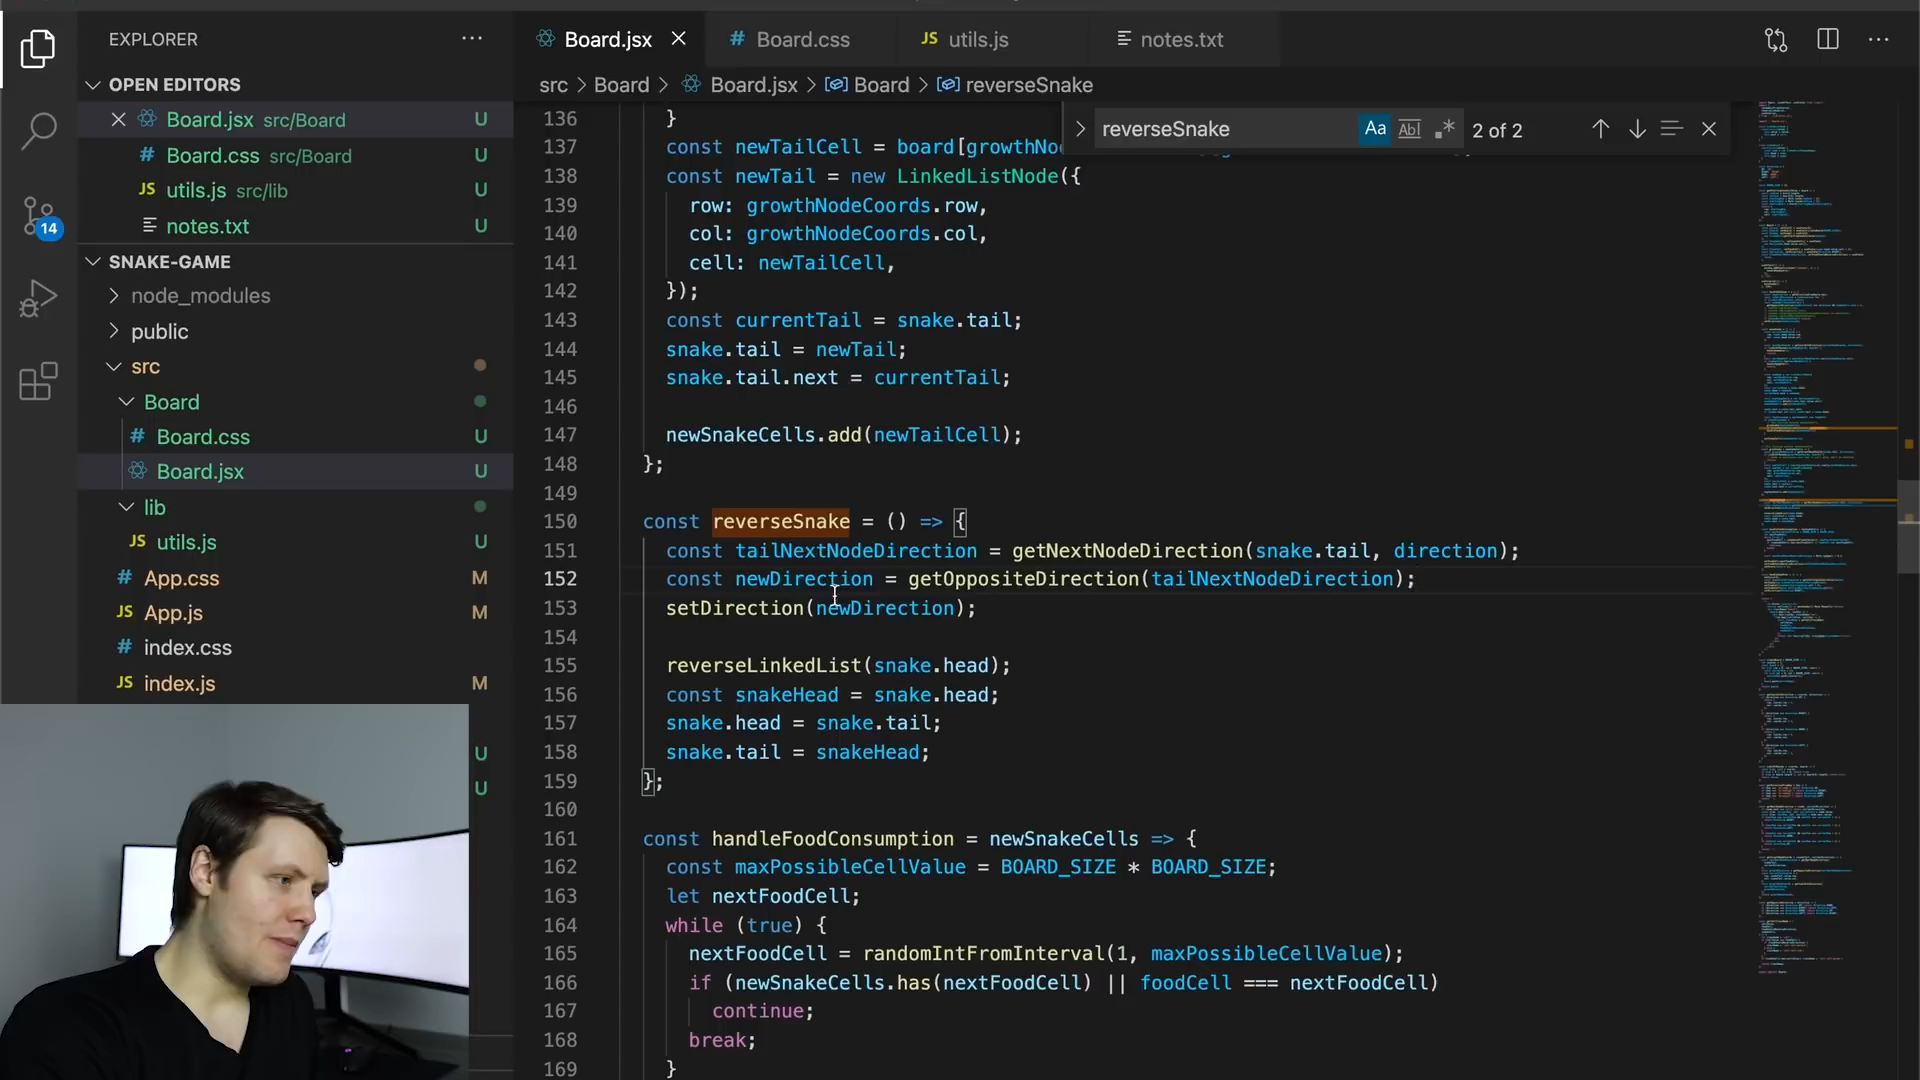 EXPLORER
OPEN EDITORS
Board.jsx src/Board U
# Board.css src/Board U
JS utils.js src/lib U
notes.txt U
14
SNAKE-GAME
node_modules
public
src
Board
# Board.css U
Board.jsx U
lib
JS utils.js U
# App.css M
JS App.js M
# index.css
JS index.js M
U
U
Board.jsx
# Board.css
JS utils.js
notes.txt
src > Board > Board.jsx > Board > reverseSnake
reverseSnake Aa Abl .* 2 of 2
136 }
137 const newTailCell = board[growthNo
138 const newTail = new LinkedListNode({
139 row: growthNodeCoords.row,
140 col: growthNodeCoords.col,
141 cell: newTailCell,
142 });
143 const currentTail = snake.tail;
144 snake.tail = newTail;
145 snake.tail.next = currentTail;
146
147 newSnakeCells.add(newTailCell);
148 };
149
150 const reverseSnake = () => {
151 const tailNextNodeDirection = getNextNodeDirection(snake.tail, direction);
152 const newDirection = getOppositeDirection(tailNextNodeDirection);
153 setDirection(newDirection);
154
155 reverseLinkedList(snake.head);
156 const snakeHead = snake.head;
157 snake.head = snake.tail;
158 snake.tail = snakeHead;
159 };
160
161 const handleFoodConsumption = newSnakeCells => {
162 const maxPossibleCellValue = BOARD_SIZE * BOARD_SIZE;
163 let nextFoodCell;
164 while (true) {
165 nextFoodCell = randomIntFromInterval(1, maxPossibleCellValue);
166 if (newSnakeCells.has(nextFoodCell) || foodCell === nextFoodCell)
167 continue;
168 break;
169 }